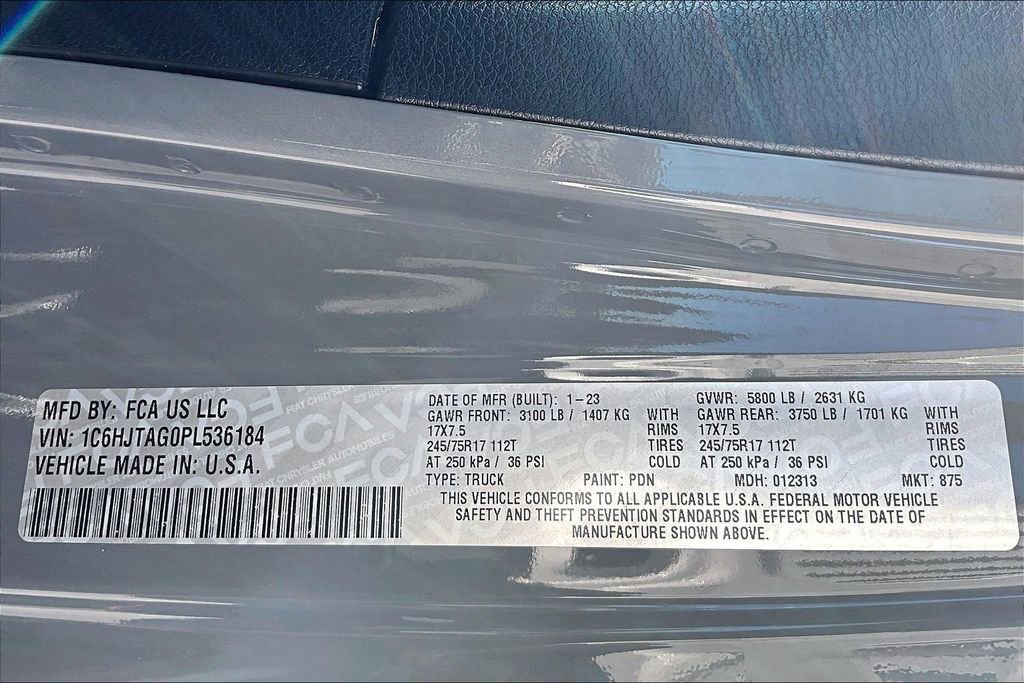 MFD BY: FCA US LLC
VIN: 1C6HJTAG0PL536184
VEHICLE MADE IN: U.S.A.
DATE OF MFR (BUILT): 1-23 GVWR: 5800 LB / 2631 KG
GAWR FRONT: 3100 LB / 1407 KG WITH GAWR REAR: 3750 LB / 1701 KG WITH
17X7.5 RIMS 17X7.5 RIMS
245/75R17 112T TIRES 245/75R17 112T TIRES
AT 250 kPa / 36 PSI COLD AT 250 kPa / 36 PSI COLD
TYPE: TRUCK PAINT: PDN MDH: 012313 MKT: 875
THIS VEHICLE CONFORMS TO ALL APPLICABLE U.S.A. FEDERAL MOTOR VEHICLE
SAFETY AND THEFT PREVENTION STANDARDS IN EFFECT ON THE DATE OF
MANUFACTURE SHOWN ABOVE.